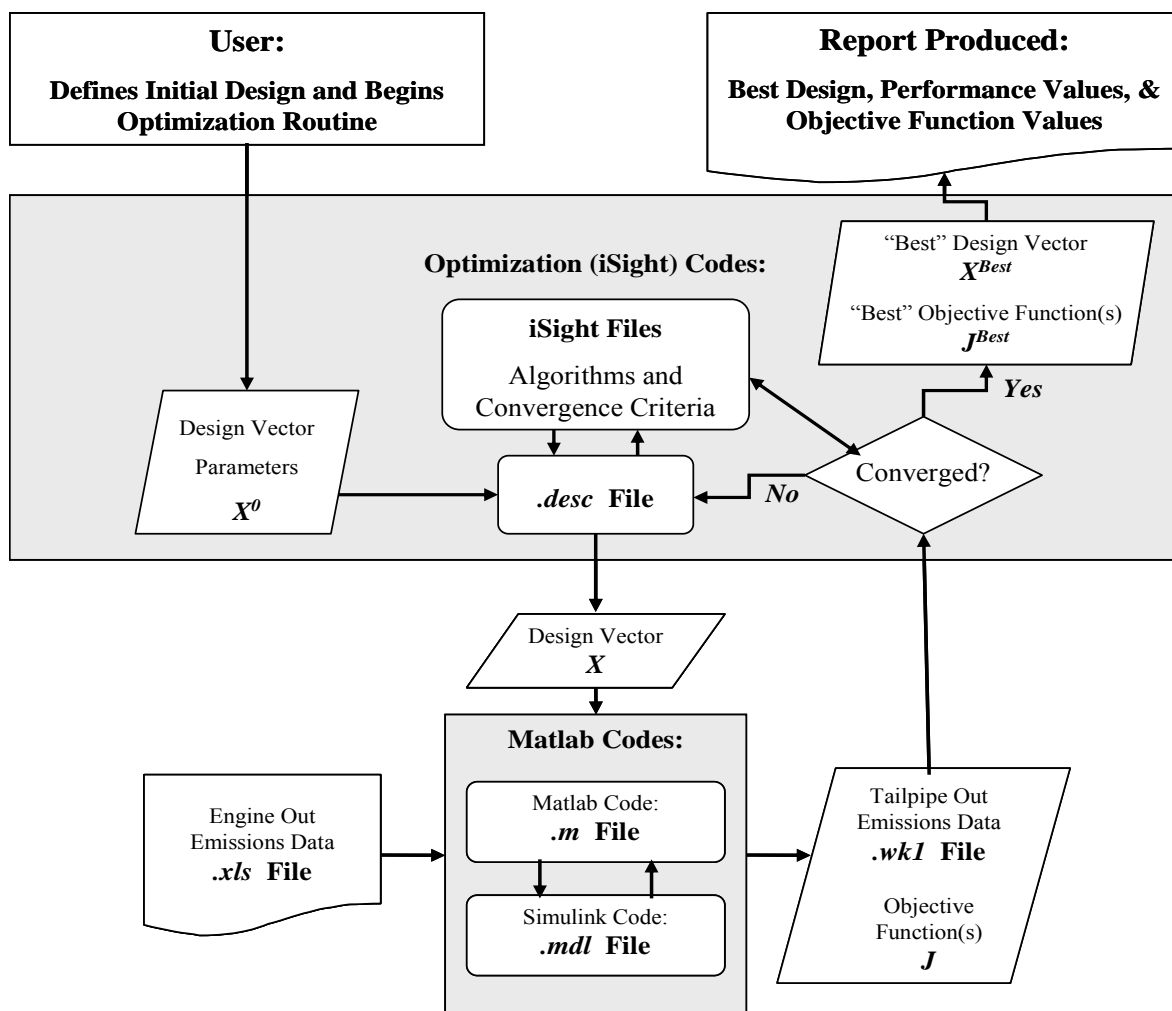 User:
Defines Initial Design and Begins
Optimization Routine
Report Produced:
Best Design, Performance Values, &
Objective Function Values
Optimization (iSight) Codes:
iSight Files
Algorithms and
Convergence Criteria
“Best” Design Vector
X^Best
“Best” Objective Function(s)
J^Best
Yes
Design Vector
Parameters
X^0
.desc File
No
Converged?
Design Vector
X
Matlab Codes:
Matlab Code:
.m File
Simulink Code:
.mdl File
Engine Out
Emissions Data
.xls File
Tailpipe Out
Emissions Data
.wk1 File
Objective
Function(s)
J